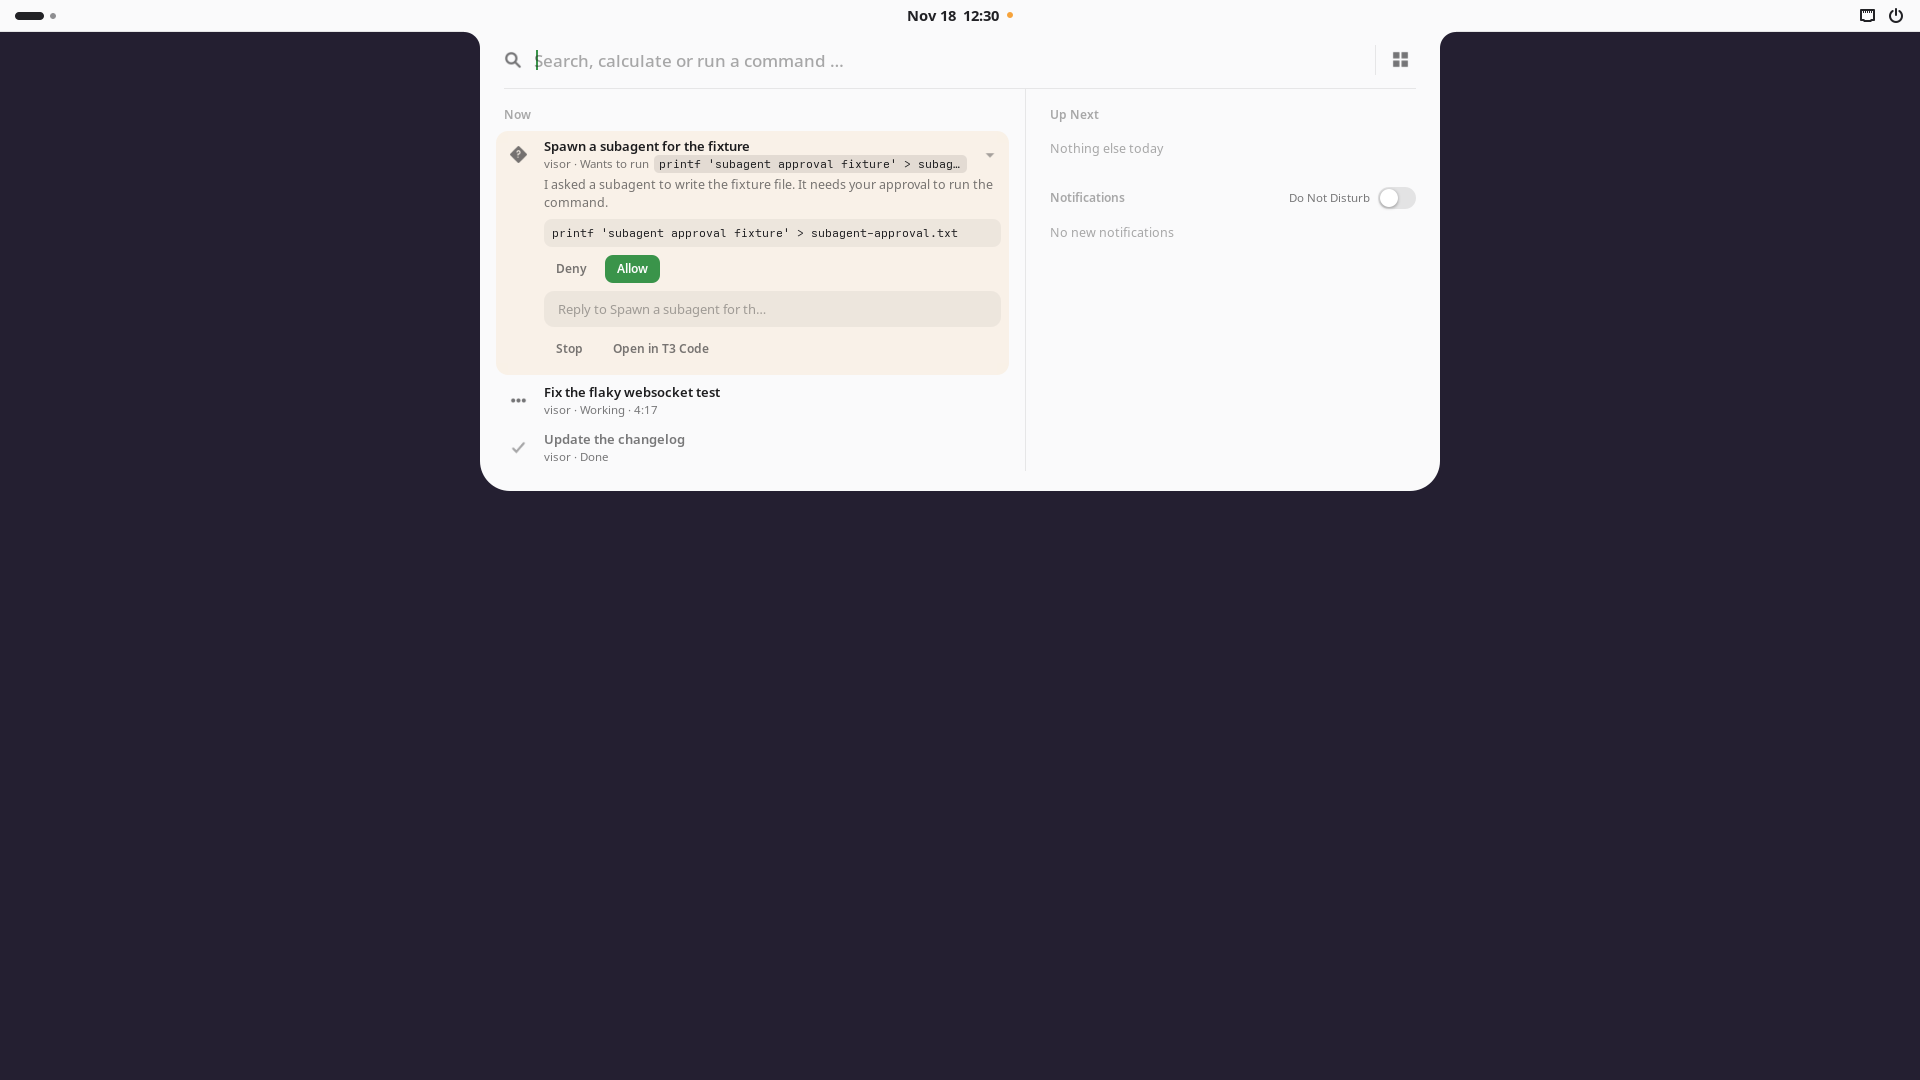 Nov 18 12:30
Search, calculate or run a command ...
Now
Spawn a subagent for the fixture
visor · Wants to run printf 'subagent approval fixture' > subag…
I asked a subagent to write the fixture file. It needs your approval to run the
command.
printf 'subagent approval fixture' > subagent-approval.txt
Deny Allow
Reply to Spawn a subagent for th…
Stop Open in T3 Code
Fix the flaky websocket test
visor · Working · 4:17
Update the changelog
visor · Done
Up Next
Nothing else today
Notifications Do Not Disturb
No new notifications